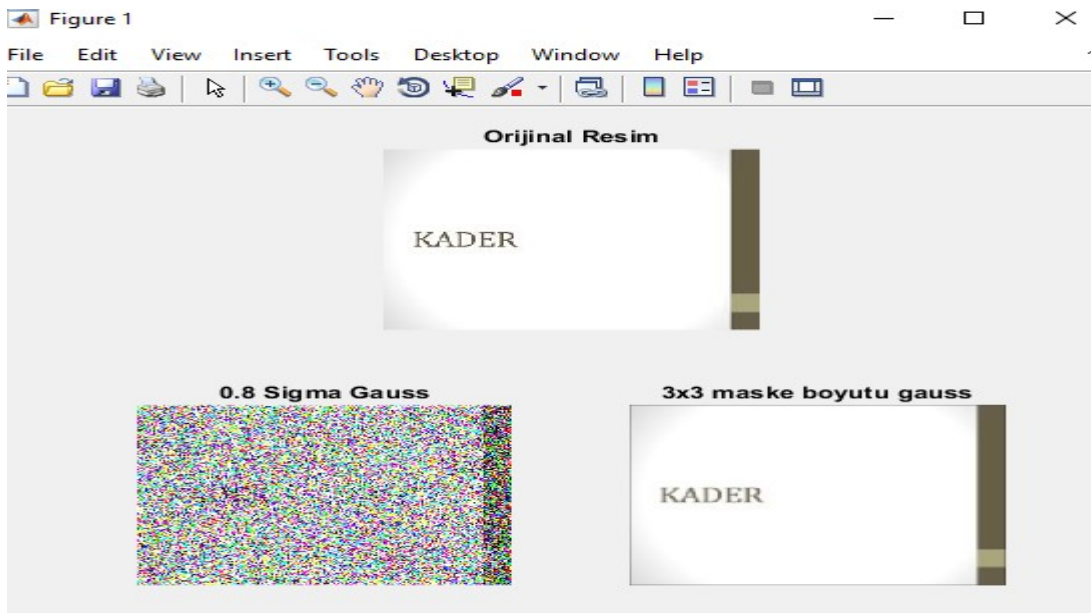 Figure 1
File Edit View Insert Tools Desktop Window Help
Orijinal Resim
KADER
0.8 Sigma Gauss
3x3 maske boyutu gauss
KADER